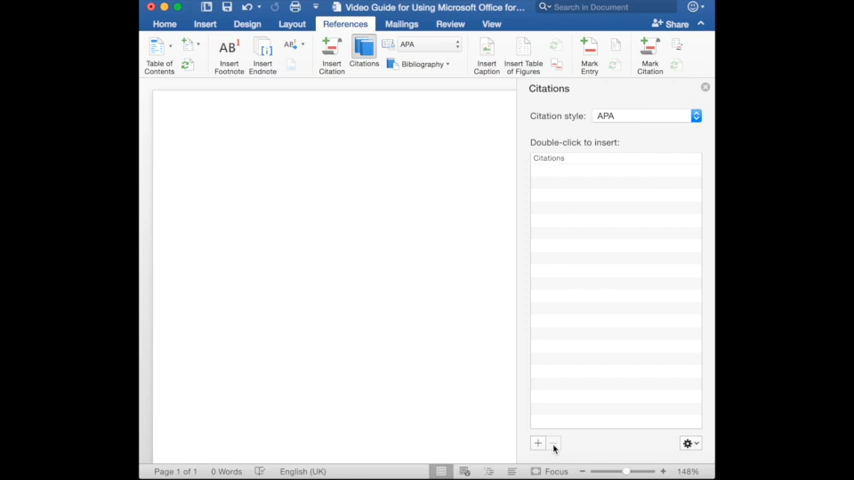 Video Guide for Using Microsoft Office for...
Search in Document
Home Insert Design Layout References Mailings Review View
Share
Table of Contents
AB1
Insert Footnote
Insert Endnote
AB
Insert Citation
Citations
APA
Bibliography
Insert Caption
Insert Table of Figures
Mark Entry
Mark Citation
Citations
Citation style: APA
Double-click to insert:
Citations
Page 1 of 1 0 Words English (UK) Focus 148%